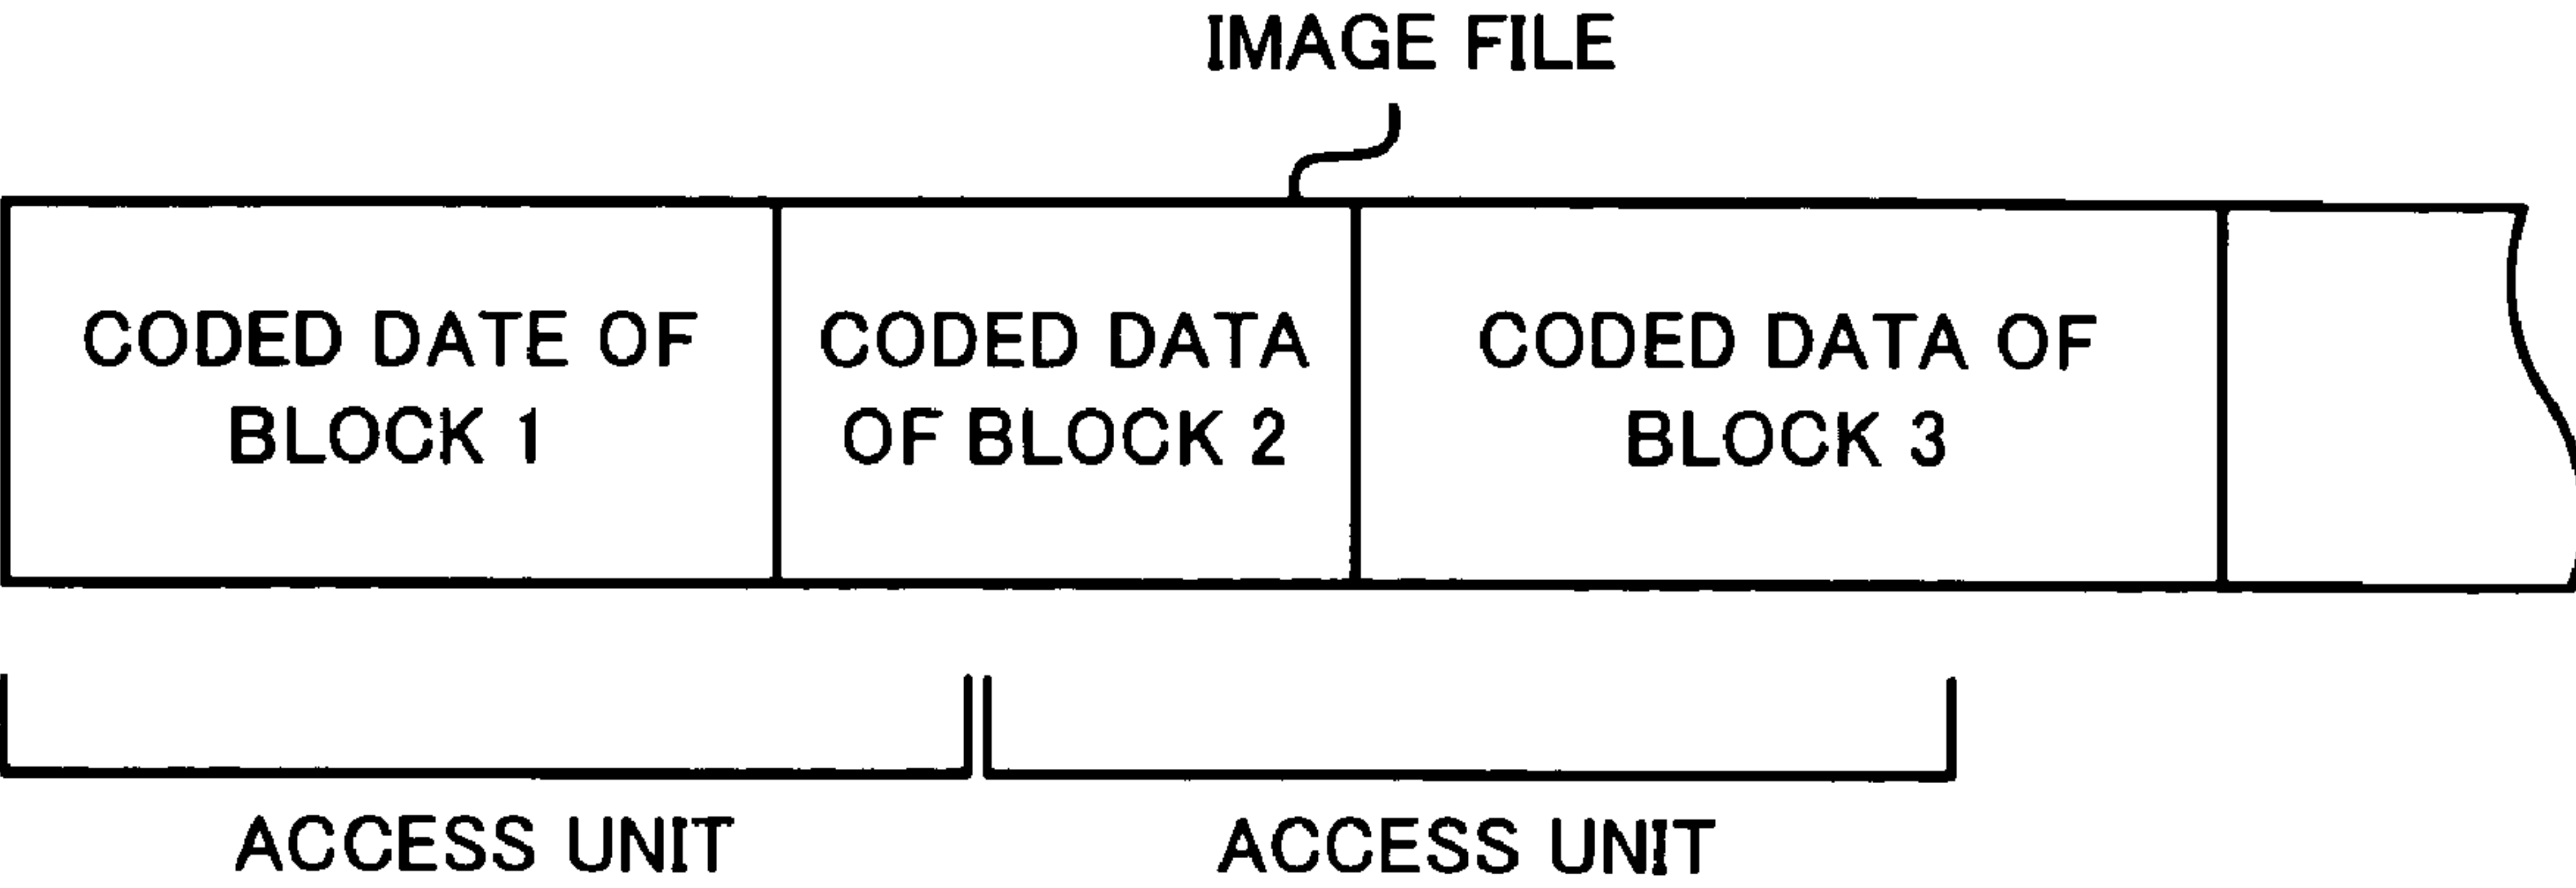 IMAGE FILE
CODED DATE OF
BLOCK 1
CODED DATA
OF BLOCK 2
CODED DATA OF
BLOCK 3
ACCESS UNIT
ACCESS UNIT